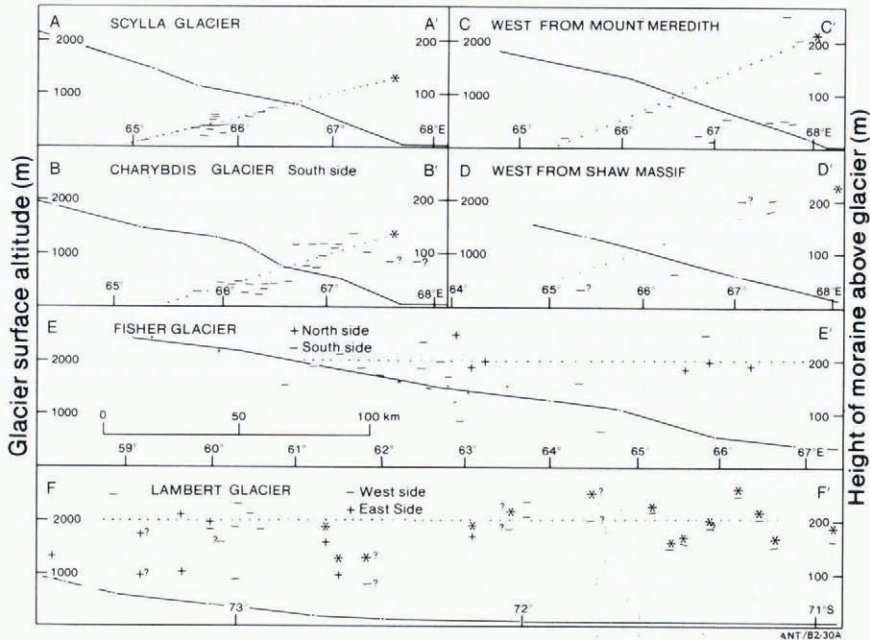 A SCYLLA GLACIER A'
2000 200
1000 100
65° 66° 67° 68°E
C WEST FROM MOUNT MEREDITH C'
2000 200
1000 100
65° 66° 67° 68°E
B CHARYBDIS GLACIER South side B'
2000 200
1000 100
? ?
65° 66° 67° 68°E
D WEST FROM SHAW MASSIF D'
2000 ? 200
1000 100
?
64° 65° 66° 67° 68°E
E FISHER GLACIER + North side E'
– South side
2000 200
1000 100
0 50 100 km
59° 60° 61° 62° 63° 64° 65° 66° 67°E
F LAMBERT GLACIER – West side F'
+ East Side
2000 200
1000 100
73° 72° 71°S
Glacier surface altitude (m)
Height of moraine above glacier (m)
ANT/B2-30A